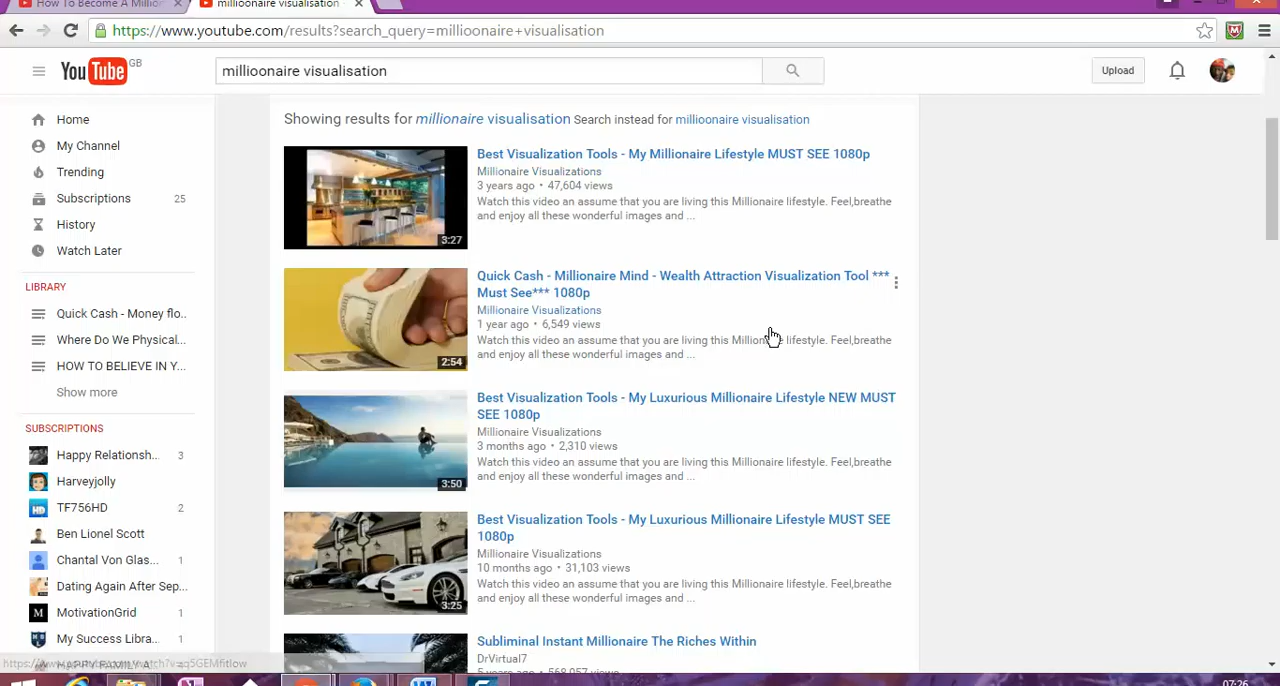 How To Become A Million
millionaire visualisation
https://www.youtube.com/results?search_query=millioonaire+visualisation
YouTube GB
millioonaire visualisation
Upload
Home
My Channel
Trending
Subscriptions 25
History
Watch Later
LIBRARY
Quick Cash - Money flo..
Where Do We Physical...
HOW TO BELIEVE IN Y...
Show more
SUBSCRIPTIONS
Happy Relationsh.. 3
Harveyjolly
TF756HD 2
Ben Lionel Scott
Chantal Von Glas... 1
Dating Again After Sep...
MotivationGrid 1
My Success Libra... 1
Showing results for millionaire visualisation Search instead for millioonaire visualisation
Best Visualization Tools - My Millionaire Lifestyle MUST SEE 1080p
Millionaire Visualizations
3 years ago • 47,604 views
Watch this video an assume that you are living this Millionaire lifestyle. Feel,breathe
and enjoy all these wonderful images and ...
3:27
Quick Cash - Millionaire Mind - Wealth Attraction Visualization Tool ***
Must See*** 1080p
Millionaire Visualizations
1 year ago • 6,549 views
Watch this video an assume that you are living this Millionaire lifestyle. Feel,breathe
and enjoy all these wonderful images and ...
2:54
Best Visualization Tools - My Luxurious Millionaire Lifestyle NEW MUST
SEE 1080p
Millionaire Visualizations
3 months ago • 2,310 views
Watch this video an assume that you are living this Millionaire lifestyle. Feel,breathe
and enjoy all these wonderful images and ...
3:50
Best Visualization Tools - My Luxurious Millionaire Lifestyle MUST SEE
1080p
Millionaire Visualizations
10 months ago • 31,103 views
Watch this video an assume that you are living this Millionaire lifestyle. Feel,breathe
and enjoy all these wonderful images and ...
3:25
Subliminal Instant Millionaire The Riches Within
DrVirtual7
5 years ago • 568,057 views
07:26